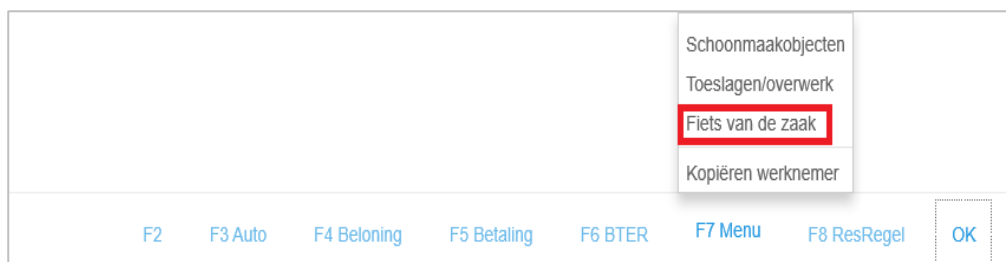 Schoonmaakobjecten
Toeslagen/overwerk
Fiets van de zaak
Kopiëren werknemer
F2 F3 Auto F4 Beloning F5 Betaling F6 BTER F7 Menu F8 ResRegel OK